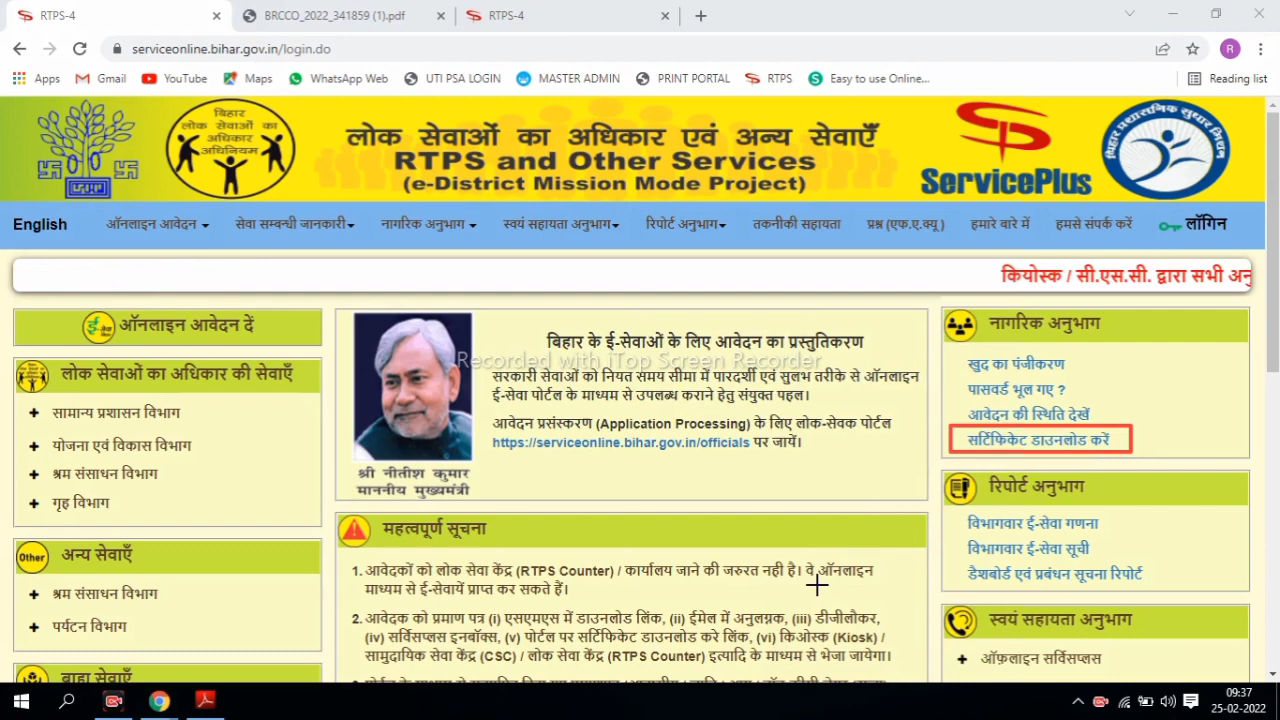 RTPS-4
BRCCO_2022_341859 (1).pdf
RTPS-4
serviceonline.bihar.gov.in/login.do
R
Apps
Gmail
YouTube
Maps
WhatsApp Web
UTI PSA LOGIN
MASTER ADMIN
PRINT PORTAL
RTPS
Easy to use Online...
Reading list
बिहार
लोक सेवाओं का
अधिकार
अधिनियम
लोक सेवाओं का अधिकार एवं अन्य सेवाएँ
RTPS and Other Services
(e-District Mission Mode Project)
ServicePlus
बिहार प्रशासनिक सुधार मिशन
English
ऑनलाइन आवेदन
सेवा सम्बन्धी जानकारी
नागरिक अनुभाग
स्वयं सहायता अनुभाग
रिपोर्ट अनुभाग
तकनीकी सहायता
प्रश्न (एफ.ए.क्यू )
हमारे बारे में
हमसे संपर्क करें
लॉगिन
कियोस्क / सी.एस.सी. द्वारा सभी अनु
ऑनलाइन आवेदन दें
लोक सेवाओं का अधिकार की सेवाएँ
सामान्य प्रशासन विभाग
योजना एवं विकास विभाग
श्रम संसाधन विभाग
गृह विभाग
Other
अन्य सेवाएँ
श्रम संसाधन विभाग
पर्यटन विभाग
बाह्य सेवाएँ
श्री नीतीश कुमार
माननीय मुख्यमंत्री
बिहार के ई-सेवाओं के लिए आवेदन का प्रस्तुतिकरण
Recorded with iTop Screen Recorder
सरकारी सेवाओं को नियत समय सीमा में पारदर्शी एवं सुलभ तरीके से ऑनलाइन
ई-सेवा पोर्टल के माध्यम से उपलब्ध कराने हेतु संयुक्त पहल।
आवेदन प्रसंस्करण (Application Processing) के लिए लोक-सेवक पोर्टल
https://serviceonline.bihar.gov.in/officials पर जायें।
महत्वपूर्ण सूचना
1. आवेदकों को लोक सेवा केंद्र (RTPS Counter) / कार्यालय जाने की जरुरत नही है। वे ऑनलाइन
माध्यम से ई-सेवायें प्राप्त कर सकते हैं।
2. आवेदक को प्रमाण पत्र (i) एसएमएस में डाउनलोड लिंक, (ii) ईमेल में अनुलग्नक, (iii) डीजीलौकर,
(iv) सर्विसप्लस इनबॉक्स, (v) पोर्टल पर सर्टिफिकेट डाउनलोड करे लिंक, (vi) किओस्क (Kiosk) /
सामुदायिक सेवा केंद्र (CSC) / लोक सेवा केंद्र (RTPS Counter) इत्यादि के माध्यम से भेजा जायेगा।
नागरिक अनुभाग
खुद का पंजीकरण
पासवर्ड भूल गए ?
आवेदन की स्थिति देखें
सर्टिफिकेट डाउनलोड करें
रिपोर्ट अनुभाग
विभागवार ई-सेवा गणना
विभागवार ई-सेवा सूची
डैशबोर्ड एवं प्रबंधन सूचना रिपोर्ट
स्वयं सहायता अनुभाग
ऑफ़लाइन सर्विसप्लस
09:37
25-02-2022